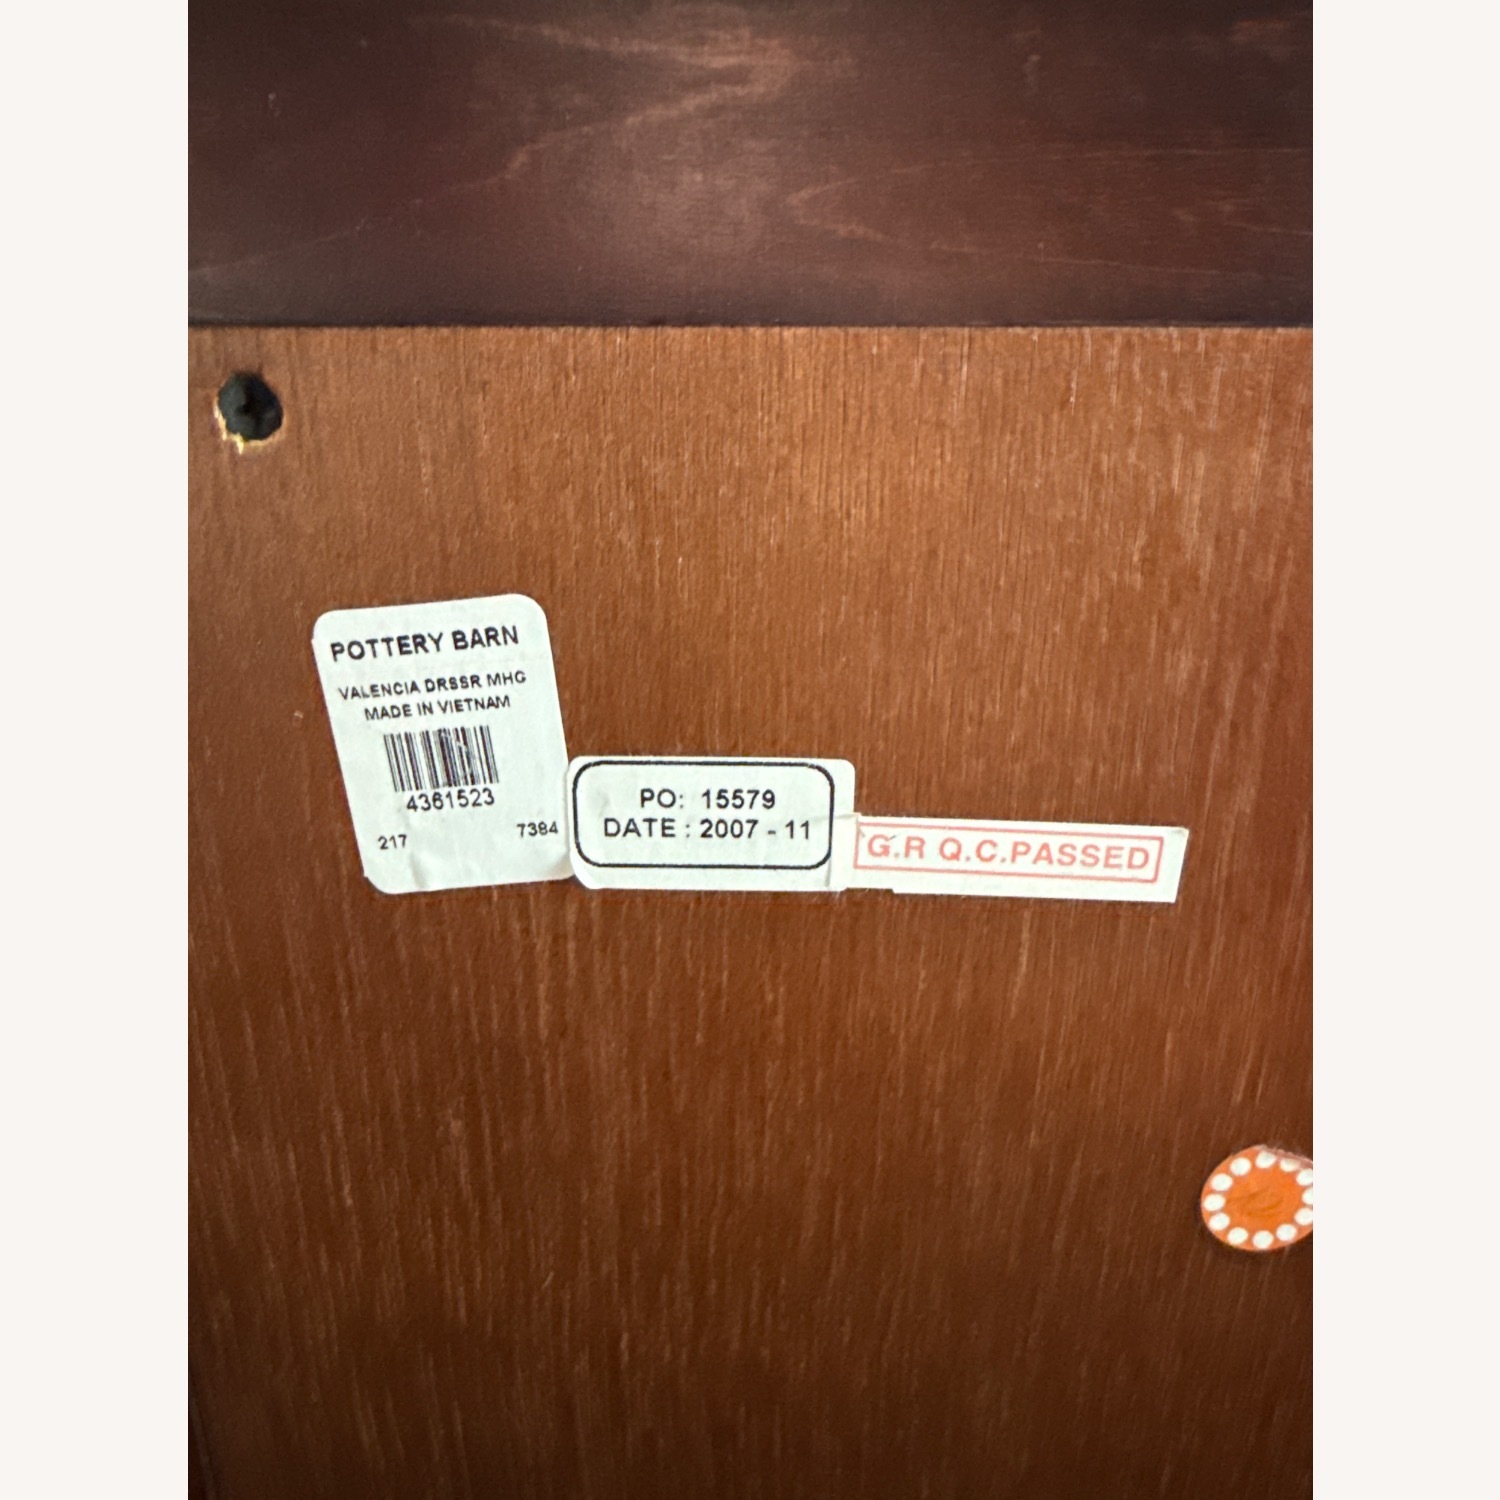 POTTERY BARN
VALENCIA DRSSR MHG
MADE IN VIETNAM
4361523
217 7384
PO: 15579
DATE : 2007 - 11
G.R Q.C.PASSED